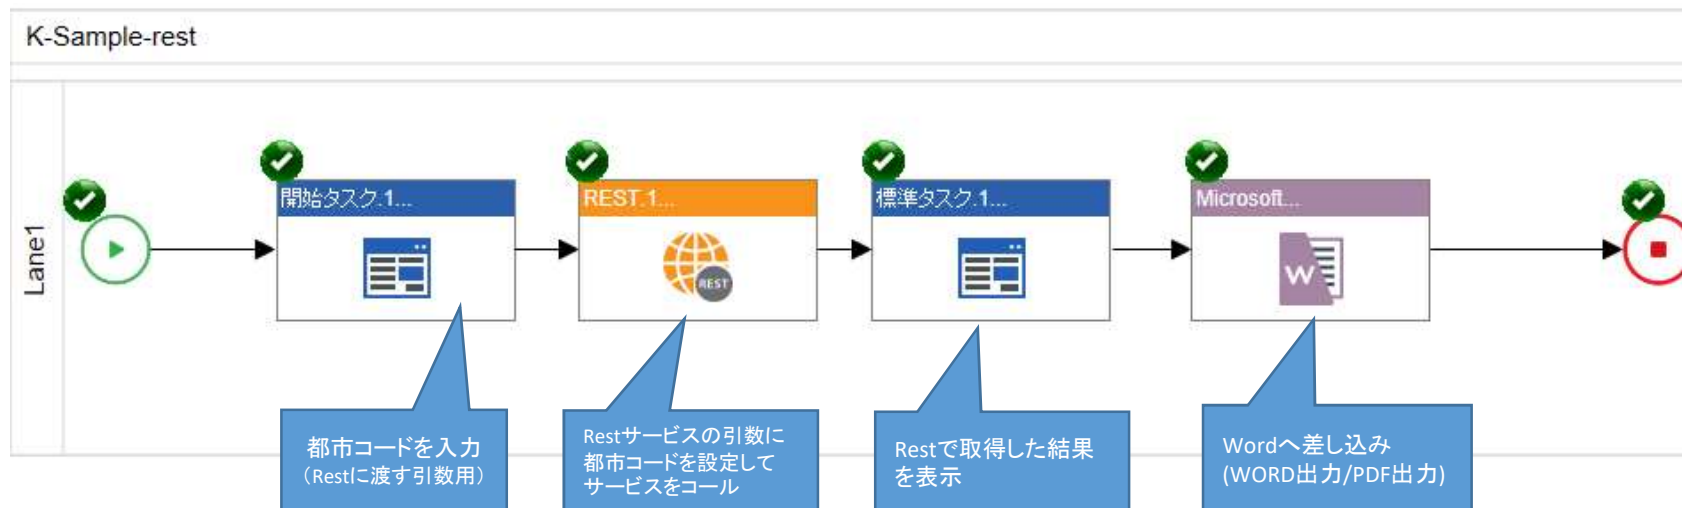 K-Sample-rest
Lane1
開始タスク.1...
REST.1...
標準タスク.1...
Microsoft...
REST
W
都市コードを入力
（Restに渡す引数用）
Restサービスの引数に
都市コードを設定して
サービスをコール
Restで取得した結果
を表示
Wordへ差し込み
(WORD出力/PDF出力)